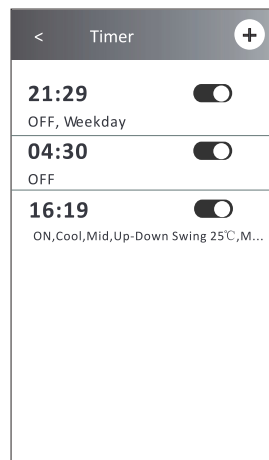 < Timer +
21:29
OFF, Weekday
04:30
OFF
16:19
ON,Cool,Mid,Up-Down Swing 25℃,M...